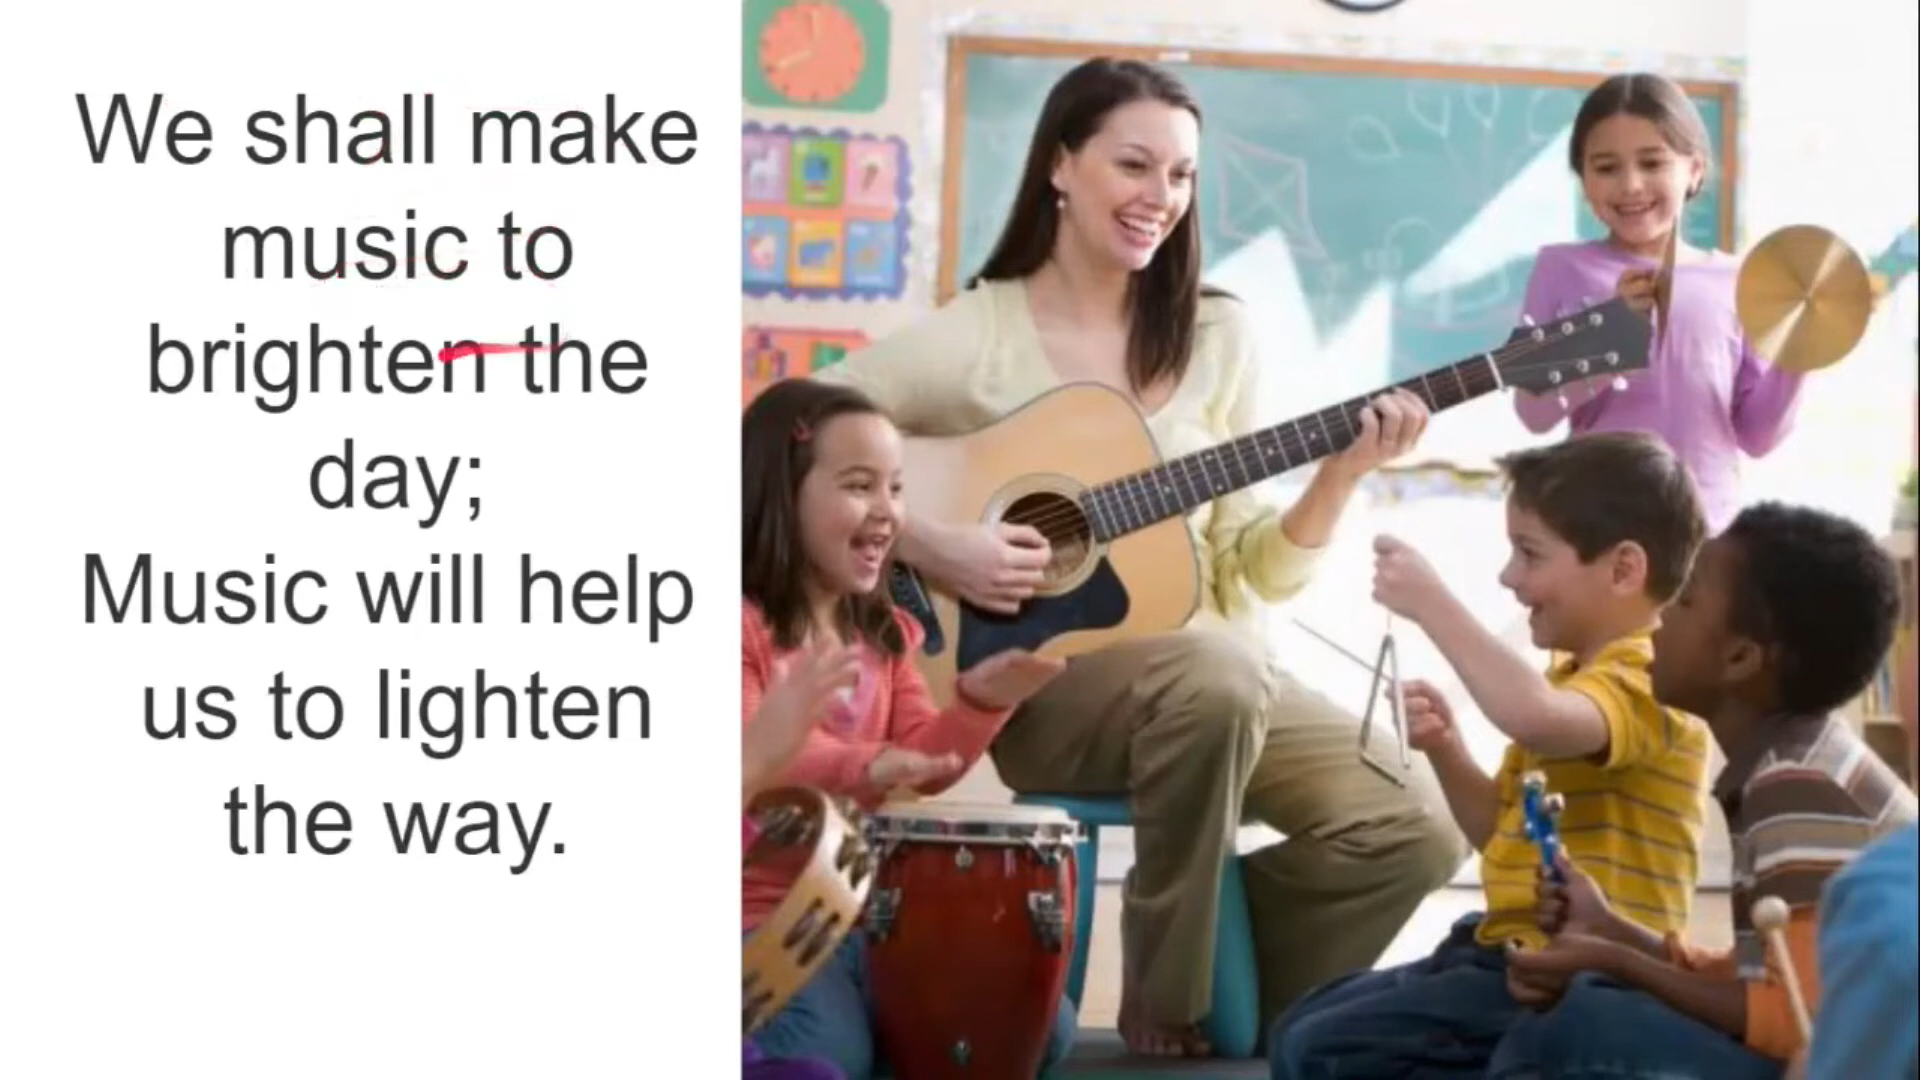 We shall make
music to
brighten the
day;
Music will help
us to lighten
the way.